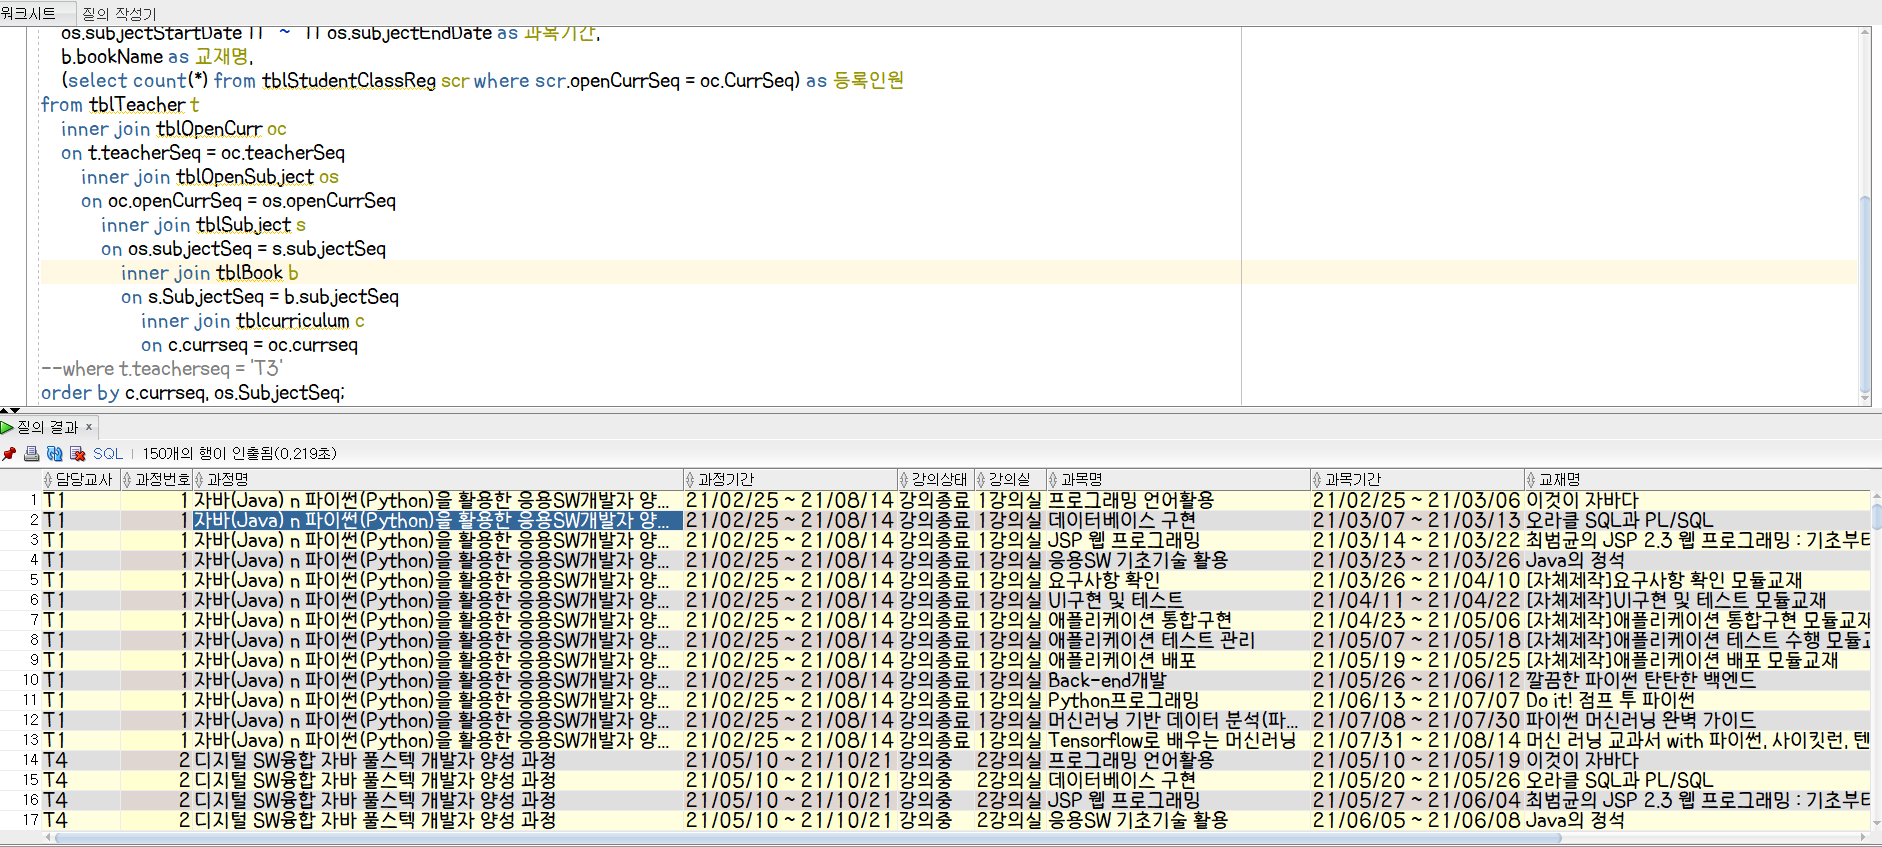 워크시트 질의 작성기
os.subjectStartDate || ' ~ ' || os.subjectEndDate as 과목기간,
b.bookName as 교재명,
(select count(*) from tblStudentClassReg scr where scr.openCurrSeq = oc.CurrSeq) as 등록인원
from tblTeacher t
inner join tblOpenCurr oc
on t.teacherSeq = oc.teacherSeq
inner join tblOpenSubject os
on oc.openCurrSeq = os.openCurrSeq
inner join tblSubject s
on os.subjectSeq = s.subjectSeq
inner join tblBook b
on s.SubjectSeq = b.subjectSeq
inner join tblcurriculum c
on c.currseq = oc.currseq
--where t.teacherseq = 'T3'
order by c.currseq, os.SubjectSeq;
질의 결과 x
SQL | 150개의 행이 인출됨(0.219초)
담당교사 과정번호 과정명 과정기간 강의상태 강의실 과목명 과목기간 교재명
1 T1 1 자바(Java) n 파이썬(Python)을 활용한 응용SW개발자 양... 21/02/25 ~ 21/08/14 강의종료 1강의실 프로그래밍 언어활용 21/02/25 ~ 21/03/06 이것이 자바다
2 T1 1 자바(Java) n 파이썬(Python)을 활용한 응용SW개발자 양... 21/02/25 ~ 21/08/14 강의종료 1강의실 데이터베이스 구현 21/03/07 ~ 21/03/13 오라클 SQL과 PL/SQL
3 T1 1 자바(Java) n 파이썬(Python)을 활용한 응용SW개발자 양... 21/02/25 ~ 21/08/14 강의종료 1강의실 JSP 웹 프로그래밍 21/03/14 ~ 21/03/22 최범균의 JSP 2.3 웹 프로그래밍 : 기초부터
4 T1 1 자바(Java) n 파이썬(Python)을 활용한 응용SW개발자 양... 21/02/25 ~ 21/08/14 강의종료 1강의실 응용SW 기초기술 활용 21/03/23 ~ 21/03/25 Java의 정석
5 T1 1 자바(Java) n 파이썬(Python)을 활용한 응용SW개발자 양... 21/02/25 ~ 21/08/14 강의종료 1강의실 요구사항 확인 21/03/26 ~ 21/04/10 [자체제작]요구사항 확인 모듈교재
6 T1 1 자바(Java) n 파이썬(Python)을 활용한 응용SW개발자 양... 21/02/25 ~ 21/08/14 강의종료 1강의실 UI구현 및 테스트 21/04/11 ~ 21/04/22 [자체제작]UI구현 및 테스트 모듈교재
7 T1 1 자바(Java) n 파이썬(Python)을 활용한 응용SW개발자 양... 21/02/25 ~ 21/08/14 강의종료 1강의실 애플리케이션 통합구현 21/04/23 ~ 21/05/06 [자체제작]애플리케이션 통합구현 모듈교재
8 T1 1 자바(Java) n 파이썬(Python)을 활용한 응용SW개발자 양... 21/02/25 ~ 21/08/14 강의종료 1강의실 애플리케이션 테스트 관리 21/05/07 ~ 21/05/18 [자체제작]애플리케이션 테스트 수행 모듈교
9 T1 1 자바(Java) n 파이썬(Python)을 활용한 응용SW개발자 양... 21/02/25 ~ 21/08/14 강의종료 1강의실 애플리케이션 배포 21/05/19 ~ 21/05/25 [자체제작]애플리케이션 배포 모듈교재
10 T1 1 자바(Java) n 파이썬(Python)을 활용한 응용SW개발자 양... 21/02/25 ~ 21/08/14 강의종료 1강의실 Back-end개발 21/05/26 ~ 21/06/12 깔끔한 파이썬 탄탄한 백엔드
11 T1 1 자바(Java) n 파이썬(Python)을 활용한 응용SW개발자 양... 21/02/25 ~ 21/08/14 강의종료 1강의실 Python프로그래밍 21/06/13 ~ 21/07/07 Do it! 점프 투 파이썬
12 T1 1 자바(Java) n 파이썬(Python)을 활용한 응용SW개발자 양... 21/02/25 ~ 21/08/14 강의종료 1강의실 머신러닝 기반 데이터 분석(파... 21/07/08 ~ 21/07/30 파이썬 머신러닝 완벽 가이드
13 T1 1 자바(Java) n 파이썬(Python)을 활용한 응용SW개발자 양... 21/02/25 ~ 21/08/14 강의종료 1강의실 Tensorflow로 배우는 머신러닝 21/07/31 ~ 21/08/14 머신 러닝 교과서 with 파이썬, 사이킷런, 텐
14 T4 2 디지털 SW융합 자바 풀스텍 개발자 양성 과정 21/05/10 ~ 21/10/21 강의중 2강의실 프로그래밍 언어활용 21/05/10 ~ 21/05/19 이것이 자바다
15 T4 2 디지털 SW융합 자바 풀스텍 개발자 양성 과정 21/05/10 ~ 21/10/21 강의중 2강의실 데이터베이스 구현 21/05/20 ~ 21/05/26 오라클 SQL과 PL/SQL
16 T4 2 디지털 SW융합 자바 풀스텍 개발자 양성 과정 21/05/10 ~ 21/10/21 강의중 2강의실 JSP 웹 프로그래밍 21/05/27 ~ 21/06/04 최범균의 JSP 2.3 웹 프로그래밍 : 기초부터
17 T4 2 디지털 SW융합 자바 풀스텍 개발자 양성 과정 21/05/10 ~ 21/10/21 강의중 2강의실 응용SW 기초기술 활용 21/06/05 ~ 21/06/08 Java의 정석